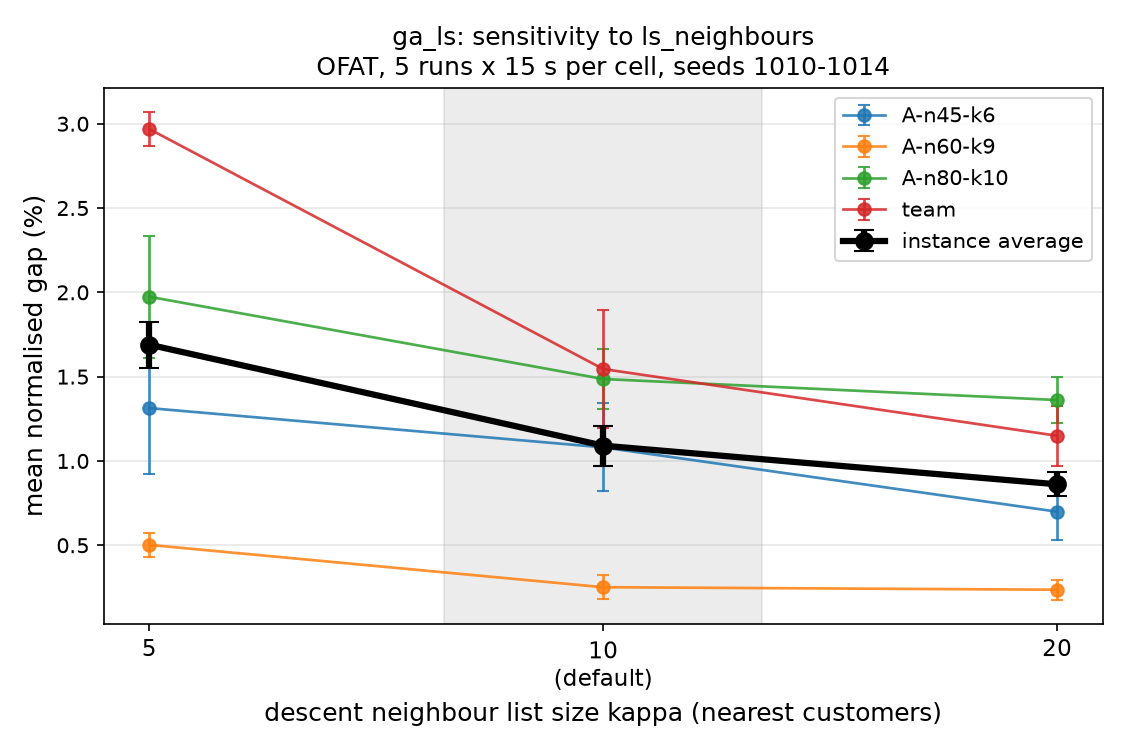 ga_ls: sensitivity to ls_neighbours
OFAT, 5 runs x 15 s per cell, seeds 1010-1014
mean normalised gap (%)
3.0
2.5
2.0
1.5
1.0
0.5
A-n45-k6
A-n60-k9
A-n80-k10
team
instance average
5
10
(default)
20
descent neighbour list size kappa (nearest customers)